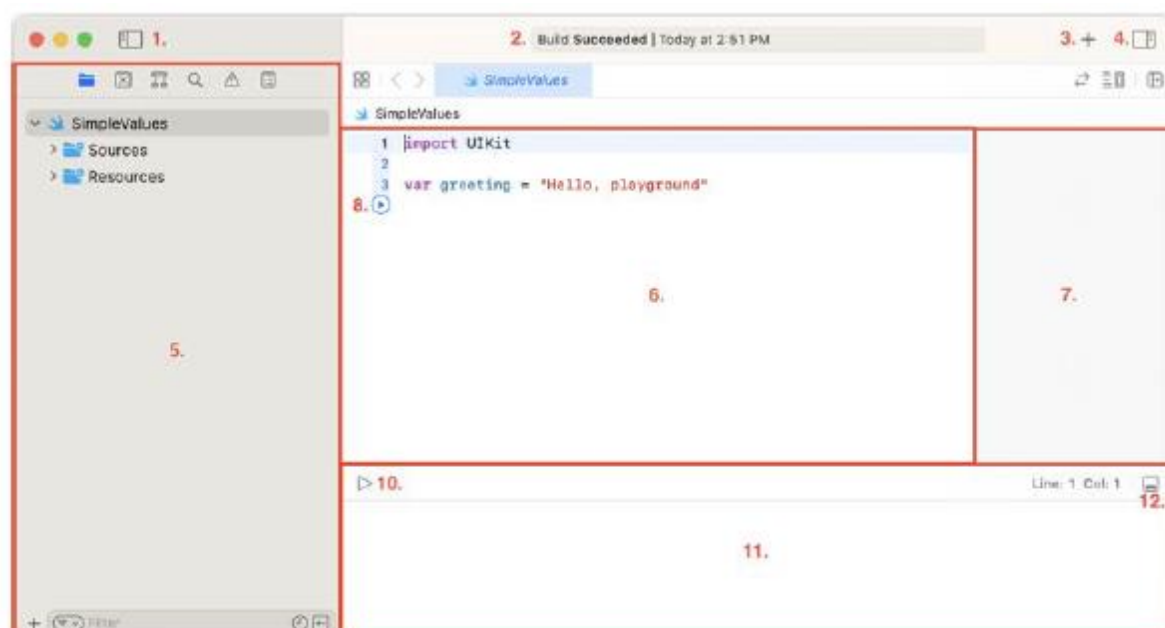 1.
2. Build Succeeded | Today at 2:51 PM
3. + 4.
SimpleValues
SimpleValues
SimpleValues
Sources
Resources
1 import UIKit
2
3 var greeting = "Hello, playground"
8.
6.
7.
5.
10.
Line: 1 Col: 1
12.
11.
+ Filter